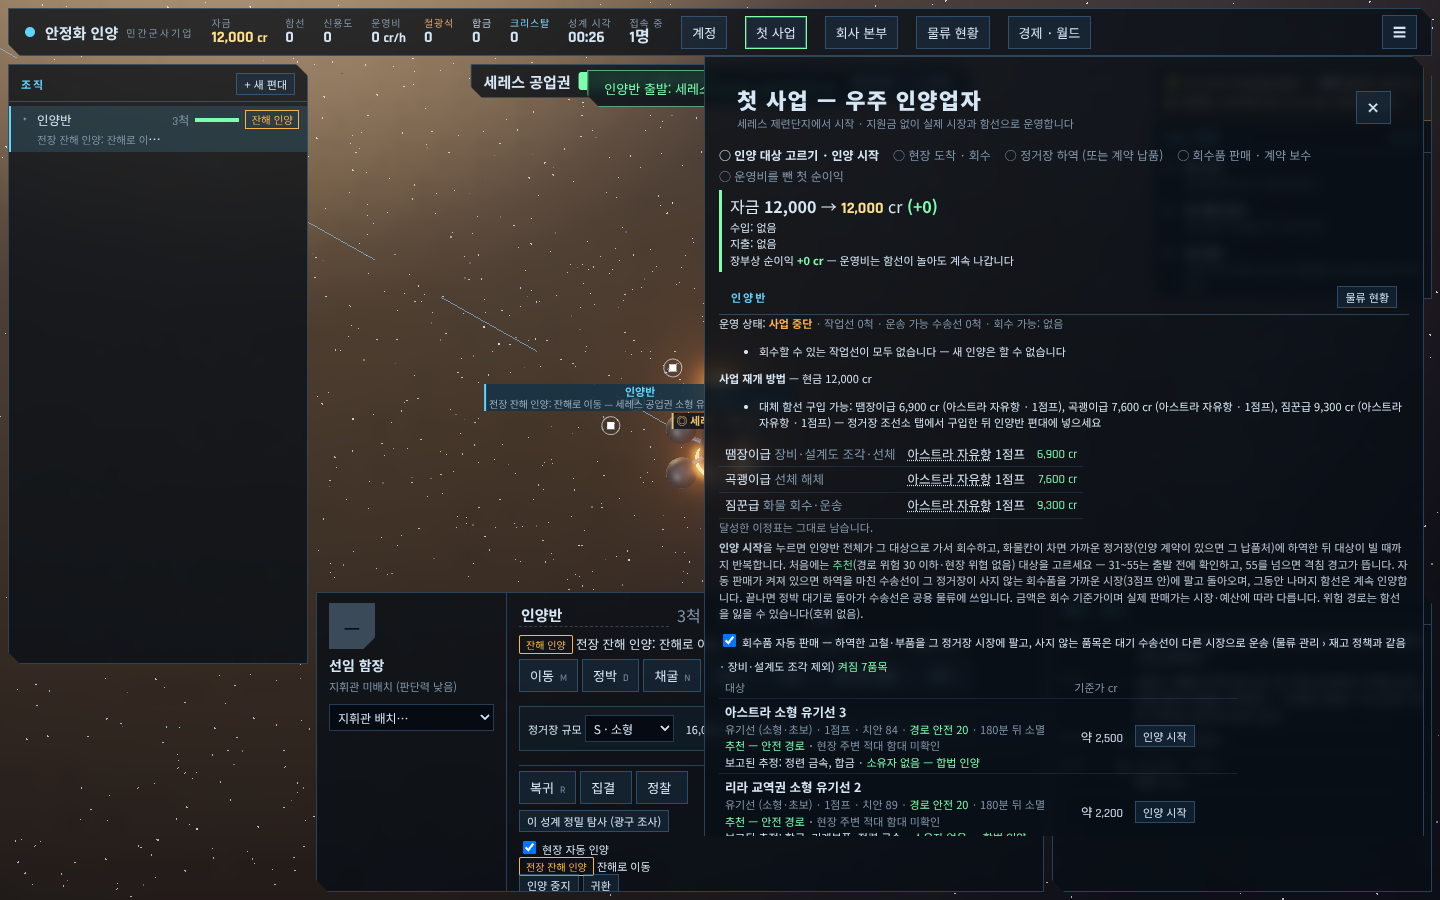 안정화 인양 민간군사기업
자금 12,000 cr
함선 0
신용도 0
운영비 0 cr/h
철광석 0
합금 0
크리스탈 0
성계 시각 00:26
접속 중 1명
계정
첫 사업
회사 본부
물류 현황
경제 · 월드
☰
조직
+ 새 편대
인양반 3척 잔해 인양
전장 잔해 인양: 잔해로 이···
세레스 공업권
인양반 출발: 세레스
인양반
전장 잔해 인양: 잔해로 이동 — 세레스 공업권 소형 유
◎ 세레
첫 사업 — 우주 인양업자
세레스 제련단지에서 시작 · 지원금 없이 실제 시장과 함선으로 운영합니다
×
○ 인양 대상 고르기 · 인양 시작 ○ 현장 도착 · 회수 ○ 정거장 하역 (또는 계약 납품) ○ 회수품 판매 · 계약 보수
○ 운영비를 뺀 첫 순이익
자금 12,000 → 12,000 cr (+0)
수입: 없음
지출: 없음
장부상 순이익 +0 cr — 운영비는 함선이 놀아도 계속 나갑니다
인양반
물류 현황
운영 상태: 사업 중단 · 작업선 0척 · 운송 가능 수송선 0척 · 회수 가능: 없음
• 회수할 수 있는 작업선이 모두 없습니다 — 새 인양은 할 수 없습니다
사업 재개 방법 — 현금 12,000 cr
• 대체 함선 구입 가능: 땜장이급 6,900 cr (아스트라 자유항 · 1점프), 곡괭이급 7,600 cr (아스트라 자유항 · 1점프), 짐꾼급 9,300 cr (아스트라
자유항 · 1점프) — 정거장 조선소 탭에서 구입한 뒤 인양반 편대에 넣으세요
땜장이급 장비·설계도 조각·선체 아스트라 자유항 1점프 6,900 cr
곡괭이급 선체 해체 아스트라 자유항 1점프 7,600 cr
짐꾼급 화물 회수·운송 아스트라 자유항 1점프 9,300 cr
달성한 이정표는 그대로 남습니다.
인양 시작을 누르면 인양반 전체가 그 대상으로 가서 회수하고, 화물칸이 차면 가까운 정거장(인양 계약이 있으면 그 납품처)에 하역한 뒤 대상이 빌 때까
지 반복합니다. 처음에는 추천(경로 위험 30 이하·현장 위협 없음) 대상을 고르세요 — 31~55는 출발 전에 확인하고, 55를 넘으면 격침 경고가 뜹니다. 자
동 판매가 켜져 있으면 하역을 마친 수송선이 그 정거장이 사지 않는 회수품을 가까운 시장(3점프 안)에 팔고 돌아오며, 그동안 나머지 함선은 계속 인양합
니다. 끝나면 정박 대기로 돌아가 수송선은 공용 물류에 쓰입니다. 금액은 회수 기준가이며 실제 판매가는 시장·예산에 따라 다릅니다. 위험 경로는 함선
을 잃을 수 있습니다(호위 없음).
회수품 자동 판매 — 하역한 고철·부품을 그 정거장 시장에 팔고, 사지 않는 품목은 대기 수송선이 다른 시장으로 운송 (물류 관리 › 재고 정책과 같음
· 장비·설계도 조각 제외) 켜짐 7품목
대상 기준가 cr
아스트라 소형 유기선 3
유기선 (소형·초보) · 1점프 · 치안 84 · 경로 안전 20 · 180분 뒤 소멸
추천 — 안전 경로 · 현장 주변 적대 함대 미확인
보고된 추정: 정련 금속, 합금 · 소유자 없음 — 합법 인양
약 2,500
인양 시작
리라 교역권 소형 유기선 2
유기선 (소형·초보) · 1점프 · 치안 89 · 경로 안전 20 · 180분 뒤 소멸
추천 — 안전 경로 · 현장 주변 적대 함대 미확인
약 2,200
인양 시작
—
선임 함장
지휘관 미배치 (판단력 낮음)
지휘관 배치···
인양반 3척
잔해 인양 전장 잔해 인양: 잔해로 이
이동 M
정박 D
채굴 N
정거장 규모 S · 소형 16,0
복귀 R
집결
정찰
이 성계 정밀 탐사 (광구 조사)
현장 자동 인양
전장 잔해 인양 잔해로 이동
인양 중지
귀환